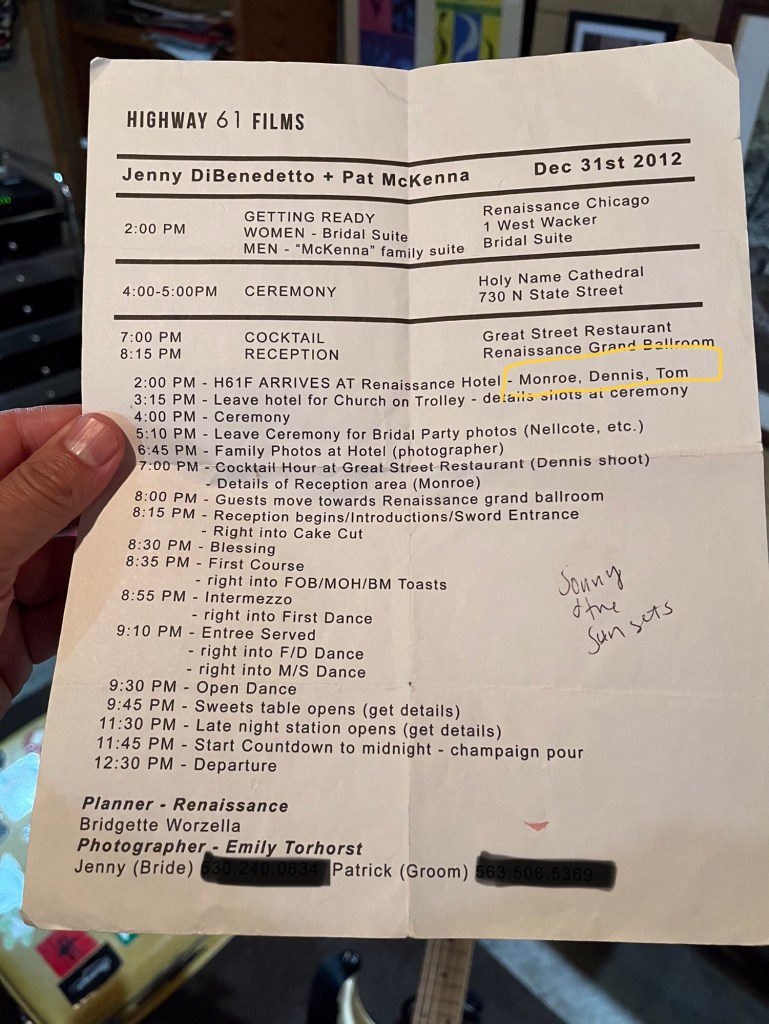 HIGHWAY 61 FILMS
Jenny DiBenedetto + Pat McKenna Dec 31st 2012
2:00 PM GETTING READY Renaissance Chicago
WOMEN - Bridal Suite 1 West Wacker
MEN - “McKenna” family suite Bridal Suite
4:00-5:00PM CEREMONY Holy Name Cathedral
730 N State Street
7:00 PM COCKTAIL Great Street Restaurant
8:15 PM RECEPTION Renaissance Grand Ballroom
2:00 PM - H61F ARRIVES AT Renaissance Hotel - Monroe, Dennis, Tom
3:15 PM - Leave hotel for Church on Trolley - details shots at ceremony
4:00 PM - Ceremony
5:10 PM - Leave Ceremony for Bridal Party photos (Nellcote, etc.)
6:45 PM - Family Photos at Hotel (photographer)
7:00 PM - Cocktail Hour at Great Street Restaurant (Dennis shoot)
- Details of Reception area (Monroe)
8:00 PM - Guests move towards Renaissance grand ballroom
8:15 PM - Reception begins/Introductions/Sword Entrance
- Right into Cake Cut
8:30 PM - Blessing
8:35 PM - First Course
- right into FOB/MOH/BM Toasts
8:55 PM - Intermezzo
- right into First Dance
9:10 PM - Entree Served
- right into F/D Dance
- right into M/S Dance
9:30 PM - Open Dance
9:45 PM - Sweets table opens (get details)
11:30 PM - Late night station opens (get details)
11:45 PM - Start Countdown to midnight - champaign pour
12:30 PM - Departure
Sonny
& the
Sun sets
Planner - Renaissance
Bridgette Worzella
Photographer - Emily Torhorst
Jenny (Bride) Patrick (Groom)